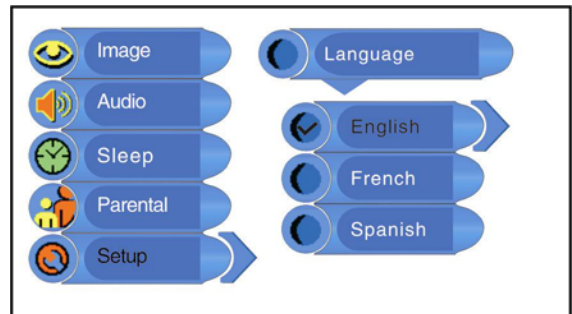 Image
Audio
Sleep
Parental
Setup
Language
English
French
Spanish